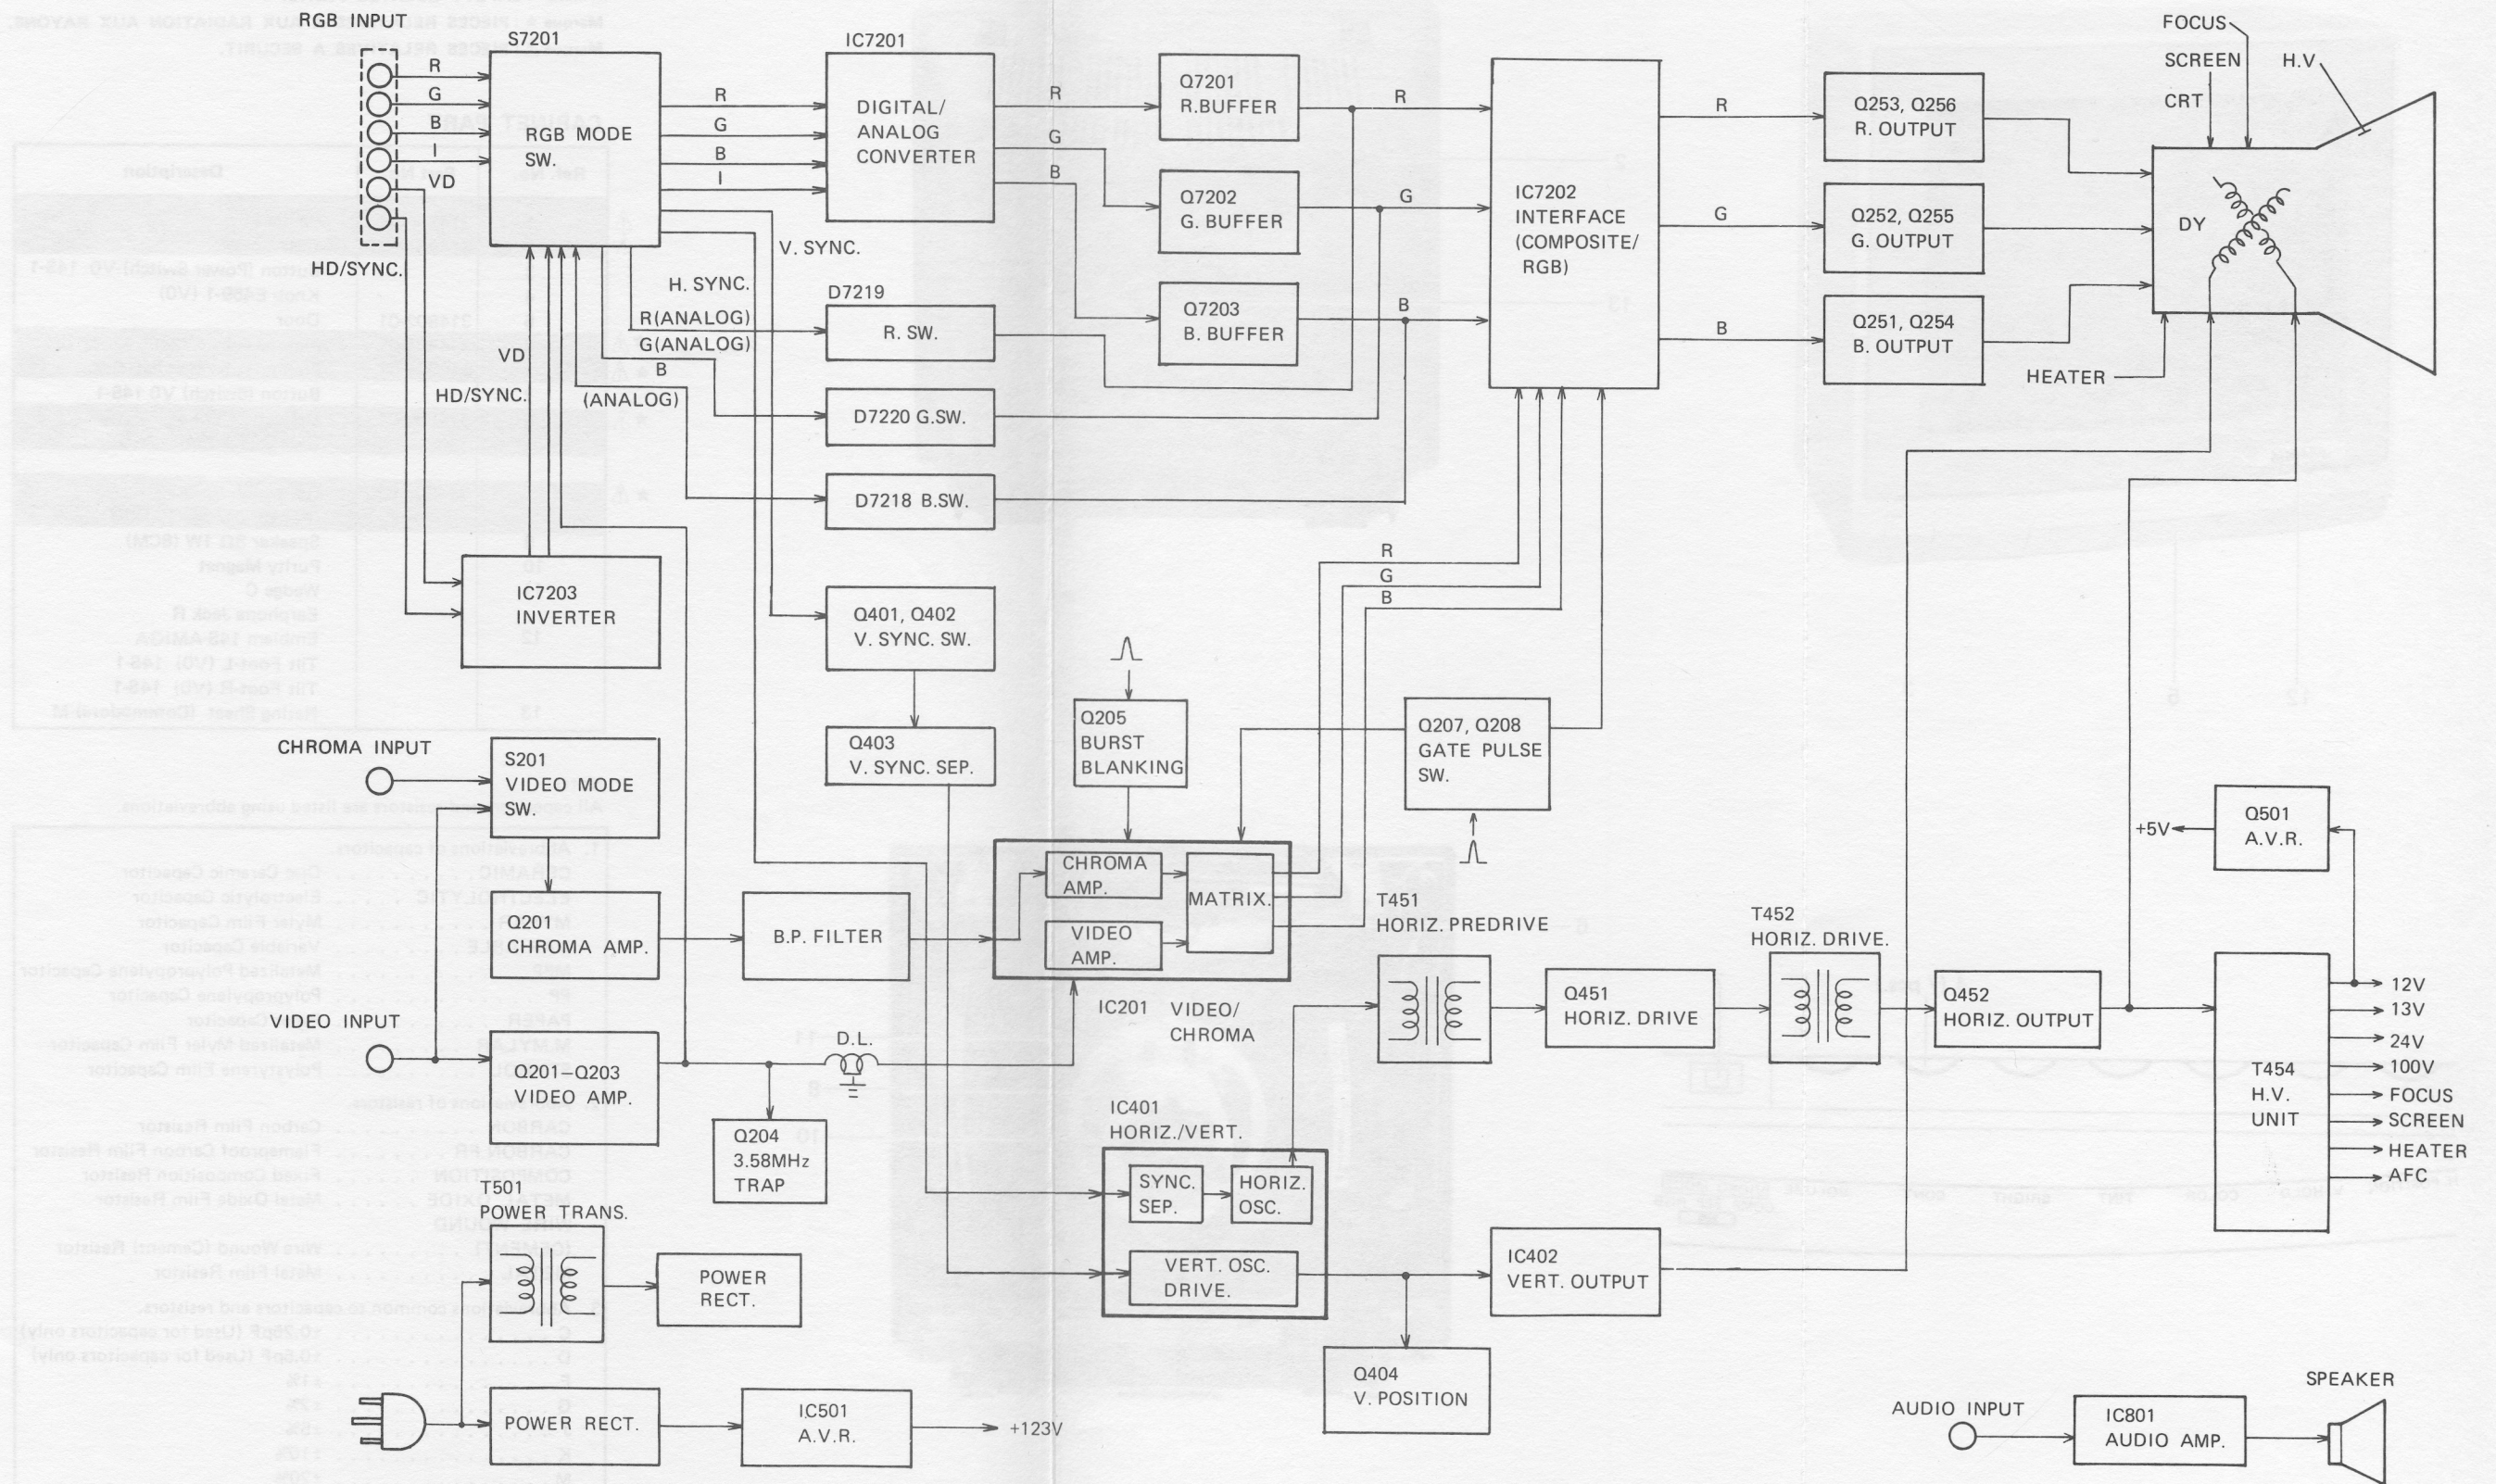 RGB INPUT
R
G
B
I
VD
HD/SYNC.
S7201
RGB MODE
SW.
R
G
B
I
IC7201
DIGITAL/
ANALOG
CONVERTER
R
G
B
Q7201
R.BUFFER
Q7202
G. BUFFER
Q7203
B. BUFFER
R
G
B
IC7202
INTERFACE
(COMPOSITE/
RGB)
R
G
B
Q253, Q256
R. OUTPUT
Q252, Q255
G. OUTPUT
Q251, Q254
B. OUTPUT
FOCUS
SCREEN
H.V
CRT
DY
HEATER
V. SYNC.
H. SYNC.
R(ANALOG)
G(ANALOG)
B
(ANALOG)
VD
HD/SYNC.
D7219
R. SW.
D7220 G.SW.
D7218 B.SW.
IC7203
INVERTER
Q401, Q402
V. SYNC. SW.
Q403
V. SYNC. SEP.
R
G
B
Q205
BURST
BLANKING
Q207, Q208
GATE PULSE
SW.
CHROMA INPUT
S201
VIDEO MODE
SW.
Q201
CHROMA AMP.
B.P. FILTER
CHROMA
AMP.
VIDEO
AMP.
MATRIX.
IC201
VIDEO/
CHROMA
VIDEO INPUT
Q201–Q203
VIDEO AMP.
D.L.
Q204
3.58MHz
TRAP
T451
HORIZ. PREDRIVE
Q451
HORIZ. DRIVE
T452
HORIZ. DRIVE.
Q452
HORIZ. OUTPUT
+5V
Q501
A.V.R.
T454
H.V.
UNIT
12V
13V
24V
100V
FOCUS
SCREEN
HEATER
AFC
IC401
HORIZ./VERT.
SYNC.
SEP.
HORIZ.
OSC.
VERT. OSC.
DRIVE.
IC402
VERT. OUTPUT
Q404
V. POSITION
T501
POWER TRANS.
POWER
RECT.
POWER RECT.
IC501
A.V.R.
+123V
AUDIO INPUT
IC801
AUDIO AMP.
SPEAKER